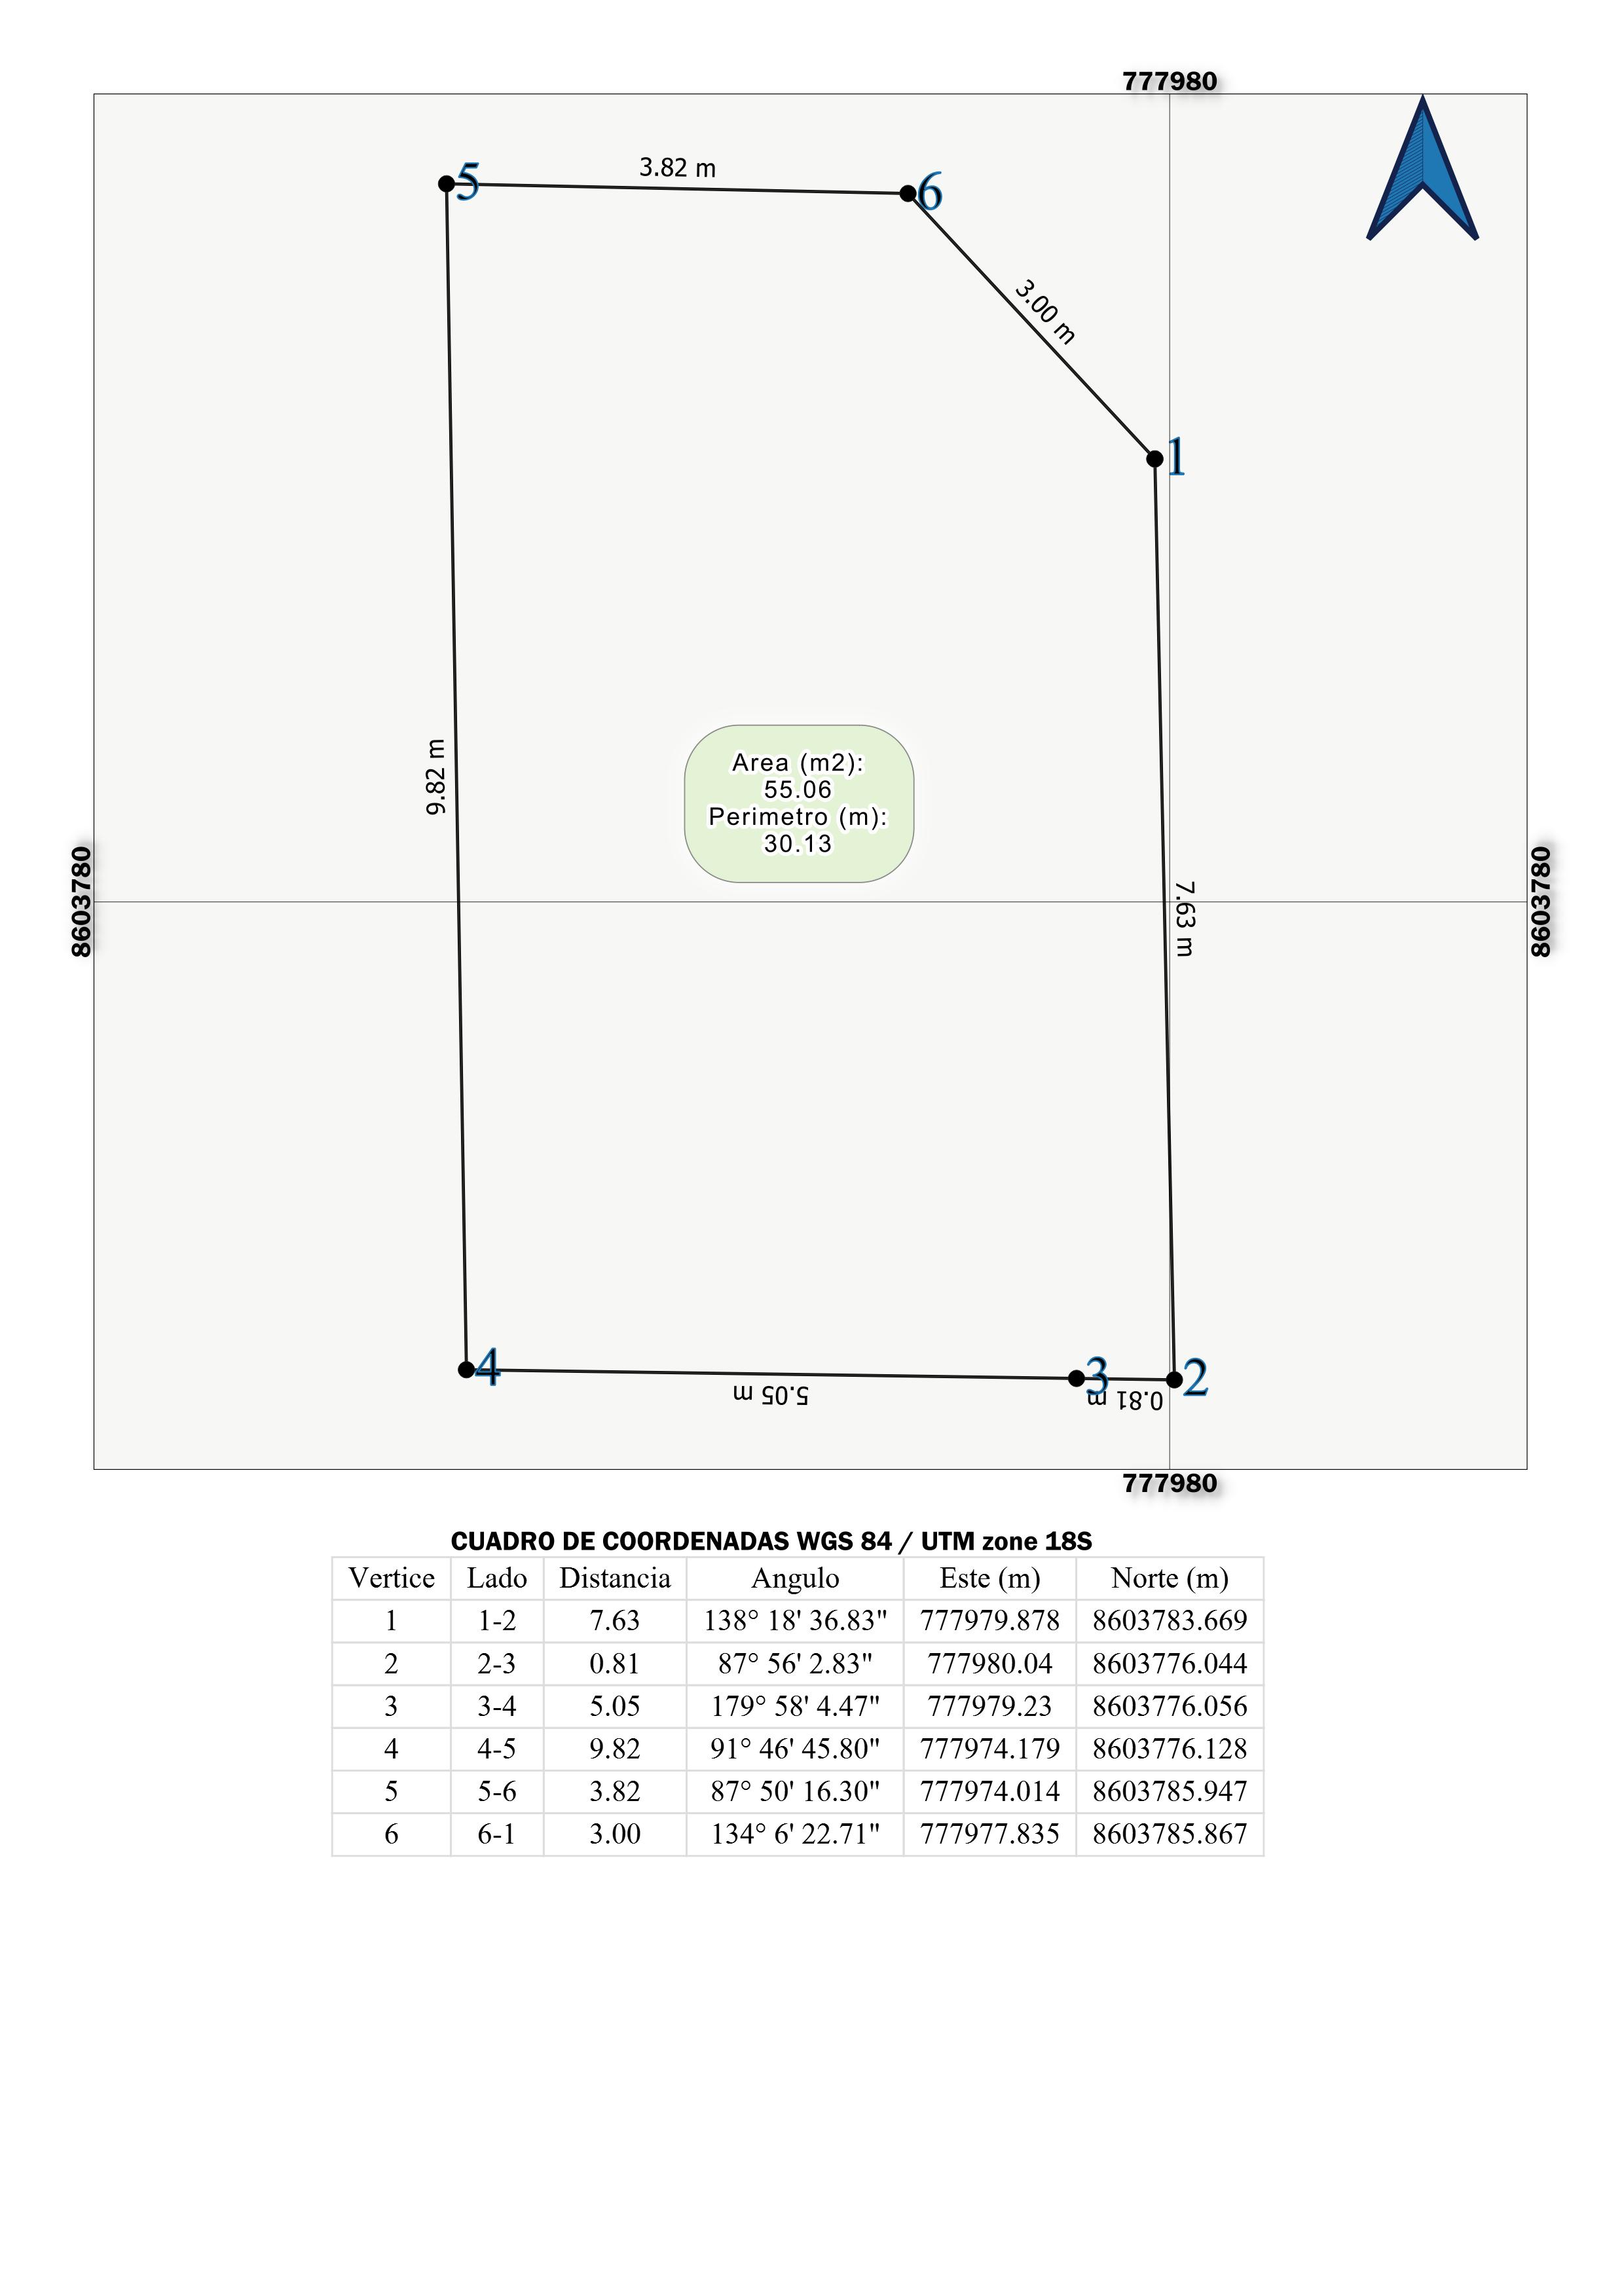 777980
5
3.82 m
6
3.00 m
1
9.82 m
Area (m2):
55.06
Perimetro (m):
30.13
8603780
7.63 m
8603780
4
5.05 m
3
0.81 m
2
777980
CUADRO DE COORDENADAS WGS 84 / UTM zone 18S
Vertice Lado Distancia Angulo Este (m) Norte (m)
1 1-2 7.63 138° 18' 36.83" 777979.878 8603783.669
2 2-3 0.81 87° 56' 2.83" 777980.04 8603776.044
3 3-4 5.05 179° 58' 4.47" 777979.23 8603776.056
4 4-5 9.82 91° 46' 45.80" 777974.179 8603776.128
5 5-6 3.82 87° 50' 16.30" 777974.014 8603785.947
6 6-1 3.00 134° 6' 22.71" 777977.835 8603785.867